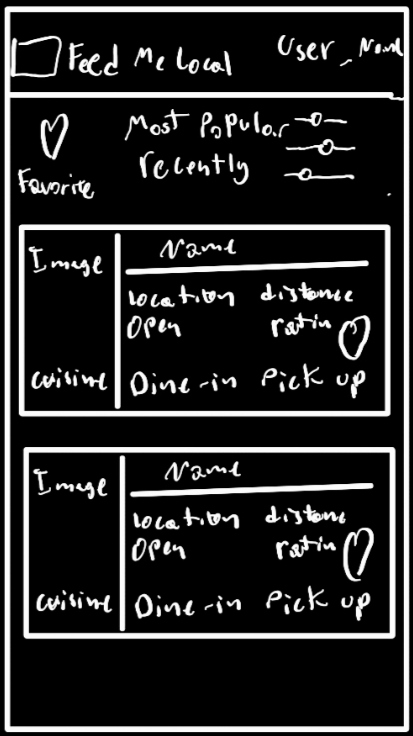 Feed Me Local
User_Name
Most Popular
recently
Favorite
Image
Name
location distance
open ratin
cuisine Dine-in Pick up
Image
Name
location distance
open ratin
cuisine Dine-in Pick up